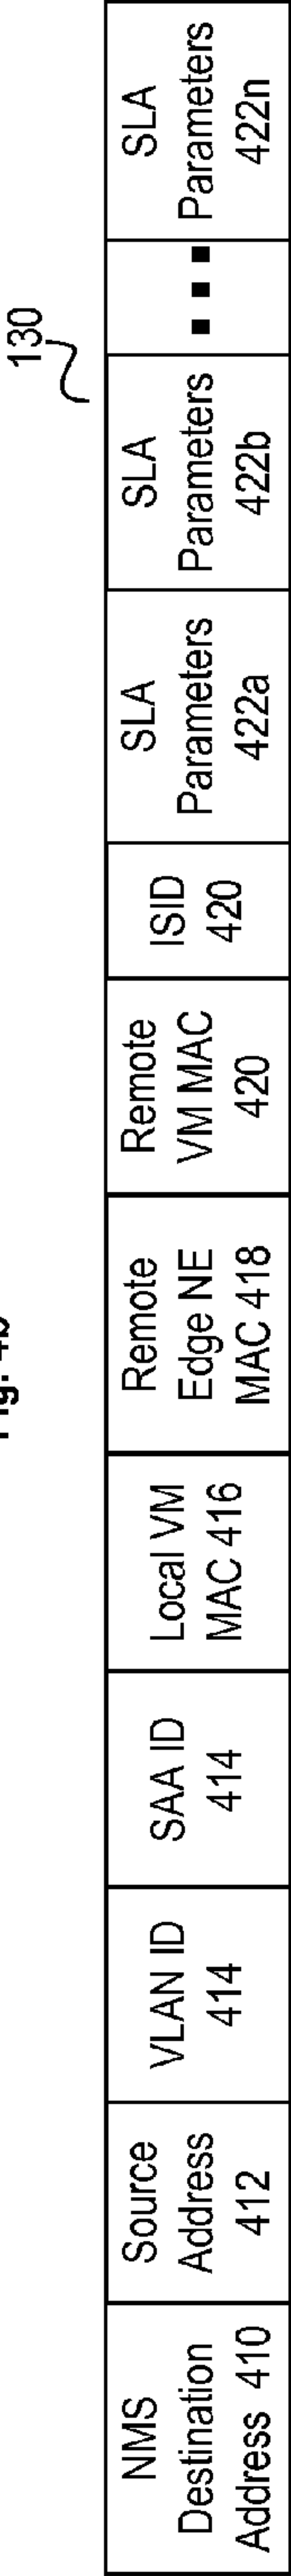 Fig. 4b
130
NMS
Destination
Address 410
Source
Address
412
VLAN ID
414
SAA ID
414
Local VM
MAC 416
Remote
Edge NE
MAC 418
Remote
VM MAC
420
ISID
420
SLA
Parameters
422a
SLA
Parameters
422b
SLA
Parameters
422n